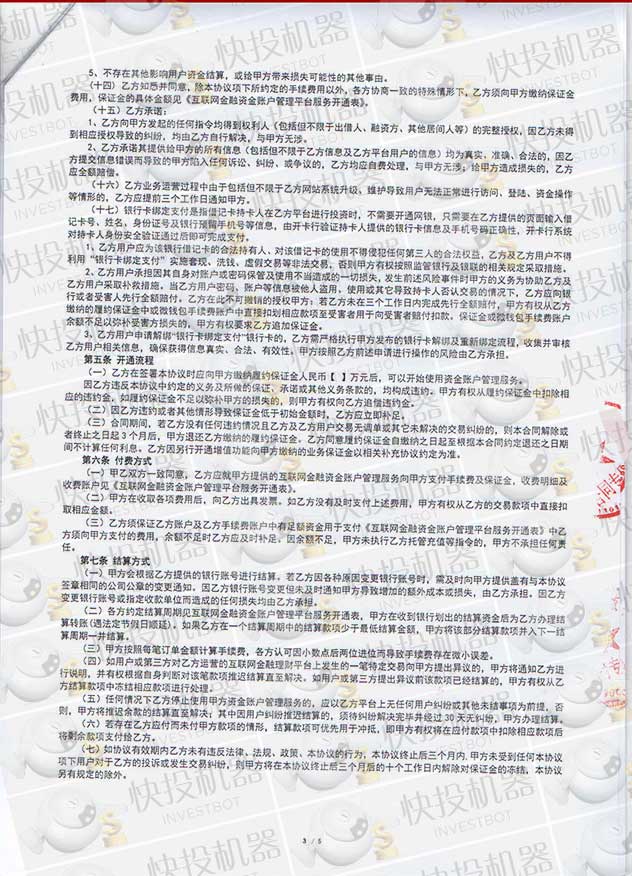 5、不存在其他影响用户资金结算，或给甲方带来损失可能性的其他事由。
（十四）乙方知悉并同意，除本协议项下所约定的手续费用以外，各方协商一致的特殊情形下，乙方须向甲方缴纳保证金
费用，保证金的具体金额见《互联网金融资金账户管理平台服务开通表》。
（十五）乙方承诺：
1、乙方向甲方发起的任何指令均得到权利人（包括但不限于出借人、融资方、其他居间人等）的完整授权，因乙方未得
到相应授权导致的纠纷，均由乙方自行解决，与甲方无涉。
2、乙方承诺其提供给甲方的所有信息（包括但不限于乙方信息及乙方平台用户的信息）均为真实、准确、合法的，因乙
方提交信息错误而导致的甲方陷入任何诉讼、纠纷、或争议的，乙方均应自费处理，与甲方无涉；给甲方造成损失的，乙方
应全额赔偿。
（十六）乙方业务运营过程中由于包括但不限于乙方网站系统升级、维护导致用户无法正常进行访问、登陆、资金操作
等情形的，乙方应提前三个工作日通知甲方。
（十七）银行卡绑定支付是指借记卡持卡人在乙方平台进行投资时，不需要开通网银，只需要在乙方提供的页面输入借
记卡卡号、姓名、身份证号及银行预留手机号等信息，由开卡行验证持卡人提供的银行卡信息及手机号码正确性，开卡行系统
对持卡人身份安全验证通过后即可完成支付。
1、乙方用户应为该银行借记卡的合法持有人，对该借记卡的使用不得侵犯任何第三人的合法权益，乙方及乙方用户不得
利用“银行卡绑定支付”实施套现、洗钱、虚假交易等非法交易，否则甲方有权按照监管银行及银联的相关规定采取措施。
2、乙方用户承担因其自身对账户或密码保管及使用不当造成的一切损失，发生前述风险事件时甲方的义务为协助乙方及
乙方用户采取补救措施。当乙方用户密码、账户等信息被他人盗用，使用或其它导致持卡人否认交易的情况下，乙方应向银
行或者受害人先行全额赔付，乙方在此不可撤销的授权甲方：若乙方未在三个工作日内完成先行全额赔付，甲方有权从乙方
缴纳的履约保证金中或微钱包手续费账户中直接扣划相应款项至受害者用于向受害者赔付扣款，保证金或微钱包手续费账户
余额不足以弥补受害方损失的，甲方有权要求乙方追加保证金。
3、乙方用户申请解绑“银行卡绑定支付”银行卡的，乙方需严格执行甲方发布的银行卡解绑及重新绑定流程，收集并审核
乙方用户相关信息，确保获得信息真实、合法、有效性，甲方按照乙方前述申请进行操作的风险由乙方承担。
第五条 开通流程
（一）乙方在签署本协议时应向甲方缴纳履约保证金人民币【 】万元后，可以开始使用资金账户管理服务。
因乙方违反本协议中约定的义务及所做的保证、承诺或其他义务条款的，均构成违约。甲方有权从履约保证金中扣除相
应的违约金，如履约保证金不足以弥补甲方的损失的，则甲方有权向乙方追偿违约金。
（二）因乙方违约或者其他情形导致保证金低于初始金额时，乙方应立即补足。
（三）合同期间，若乙方没有任何违约情况且乙方及乙方用户交易无调单或其它未解决的交易纠纷的，则本合同解除或
者终止之日起3个月后，甲方退还乙方缴纳的履约保证金。乙方同意履约保证金自缴纳之日起至根据本合同约定退还之日期
间不计算任何利息。乙方因另行开通增值功能向甲方缴纳的业务保证金以相关补充协议约定为准。
第六条 付费方式
（一）甲乙双方一致同意，乙方应就甲方提供的互联网金融资金账户管理服务向甲方支付手续费及保证金，收费明细及
收费账户见《互联网金融资金账户管理平台服务开通表》。
（二）甲方在收取各项费用后，向乙方出具发票。如乙方没有及时支付上述费用，甲方有权从乙方的交易款项中直接扣
取相应金额。
（三）乙方须保证乙方账户及乙方手续费账户中有足额资金用于支付《互联网金融资金账户管理平台服务开通表》中乙
方须向甲方支付的费用，余额不足时乙方应及时补足。因余额不足，甲方未执行乙方托管充值等指令的，甲方不承担任何责
任。
第七条 结算方式
（一）甲方会根据乙方提供的银行账号进行结算。若乙方因各种原因变更银行账号时，需及时向甲方提供盖有与本协议
签章相同的公司公章的变更通知。因乙方银行账号变更但未及时通知甲方导致增加的额外成本或损失，由乙方承担。因乙方
变更银行账号或指定收款单位而造成的任何损失均由乙方承担。
（二）各方约定结算周期见互联网金融资金账户管理平台服务开通表，甲方在收到银行划出的结算资金后为乙方办理结
算转账(遇法定节假日顺延)。如果乙方在一个结算周期中的结算款项少于最低结算金额，甲方将该部分结算款项并入下一结
算周期一并结算。
（三）甲方按照每笔订单金额计算手续费，各方认可因小数点后两位进位而导致手续费存在微小误差。
（四）如用户或第三方对乙方运营的互联网金融理财平台上发生的一笔特定交易向甲方提出异议的，甲方将通知乙方进
行说明，并有权根据自身判断对该笔款项推迟结算直至解决。如用户或第三方提出异议前该款项已经结算的，甲方有权从乙
方结算款项中冻结相应款项进行处理。
（五）任何情况下乙方停止使用甲方资金账户管理服务的，应以乙方平台上无任何用户纠纷或其他未结事项为前提，否
则，甲方将推迟余款的结算直至解决；其中因用户纠纷推迟结算的，须待纠纷解决完毕并经过30天无纠纷，甲方办理结算。
（六）若存在乙方应付而未付甲方款项的情形，结算款项可优先用于冲抵，即甲方有权将在应付款项中扣除相应款项后
将剩余款项支付给乙方。
（七）如协议有效期内乙方未有违反法律、法规、政策、本协议的行为，本协议终止后三个月内，甲方未受到任何本协议
项下用户对于乙方的投诉或发生交易纠纷，则甲方将在本协议终止后三个月后的十个工作日内解除对保证金的冻结，本协议
另有规定的除外。
3 / 5
快投机器
INVESTBOT